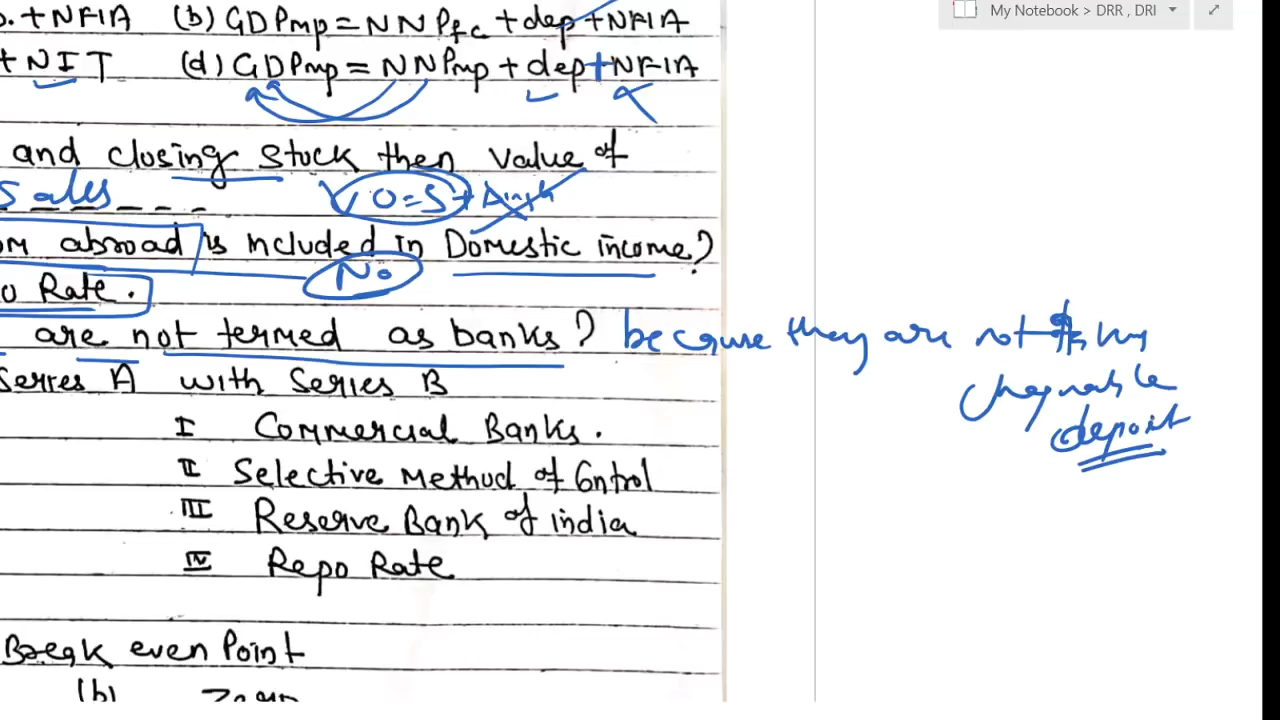 My Notebook > DRR , DRI
. + NFIA (b) GDPmp = NNPfc + dep + NFIA
+ NIT (d) GDPmp = NNPmp + dep + NFIA
and closing stock then value of
Sales VO = S +
om abroad is included in Domestic income?
No
o Rate.
are not termed as banks? because they are not
cheqauble
deposit
Series A with Series B
I Commercial Banks.
II Selective Method of Control
III Reserve Bank of india
IV Repo Rate
Break even Point
(b) Zero